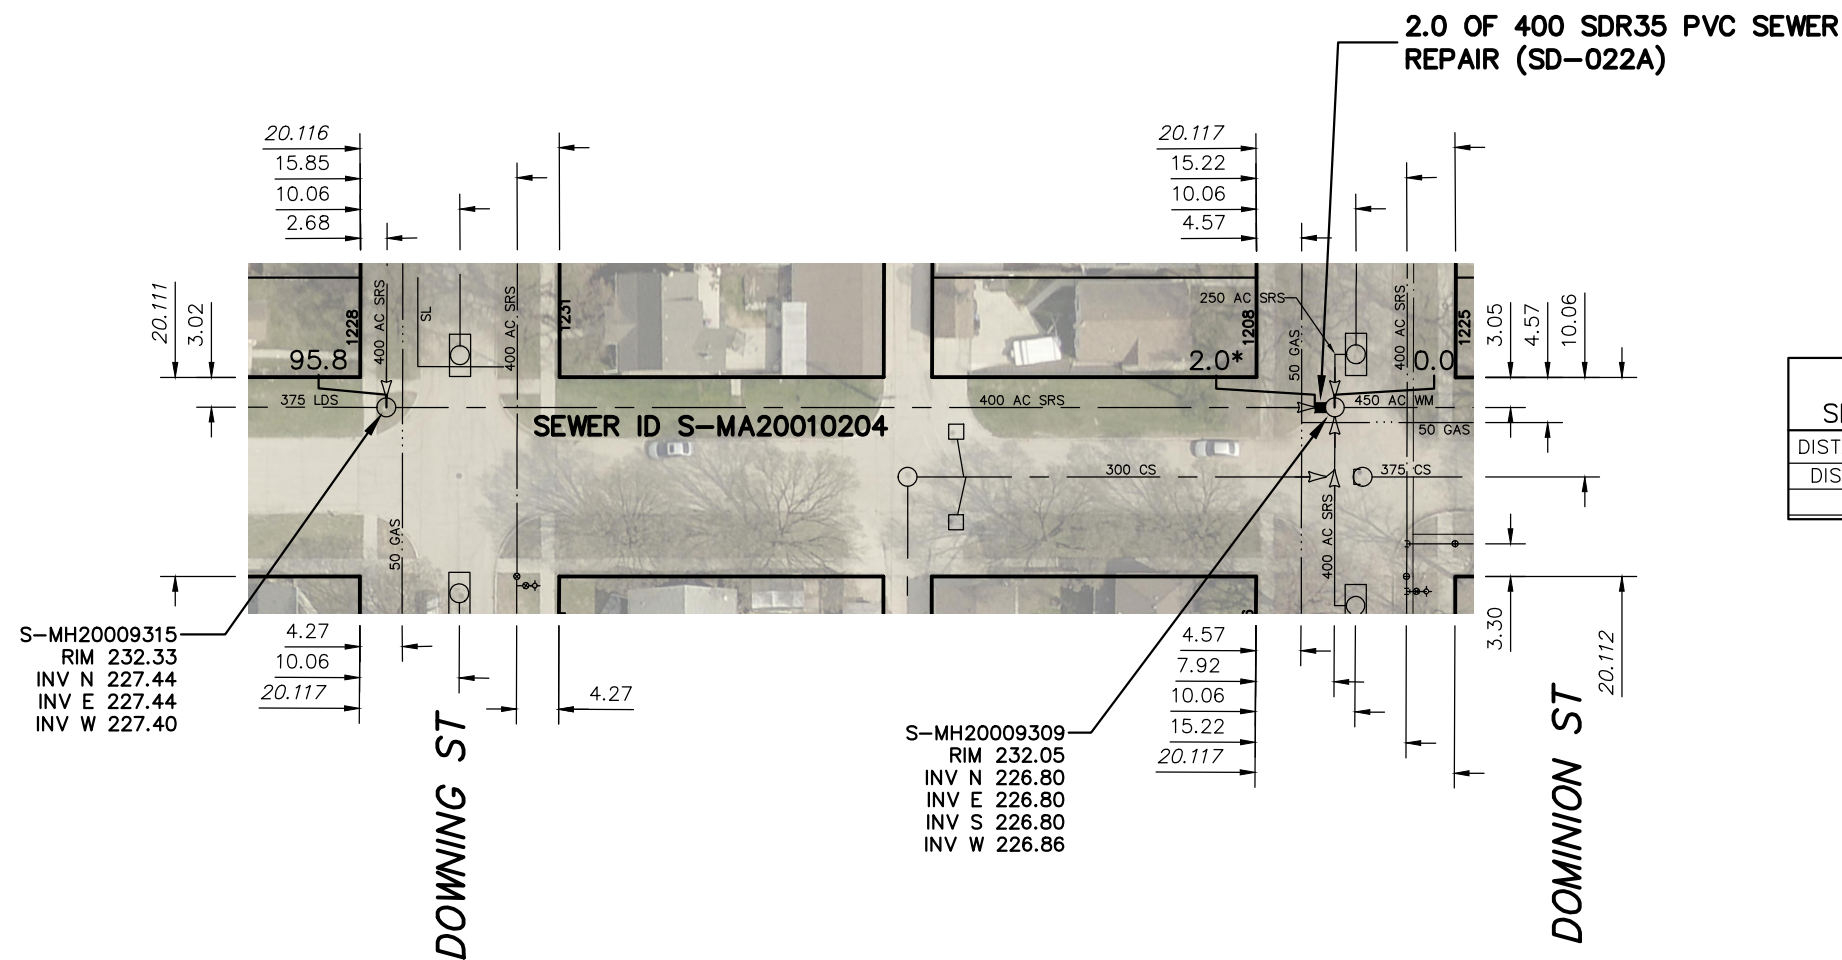 2.0 OF 400 SDR35 PVC SEWER
REPAIR (SD-022A)
20.116
15.85
10.06
2.68
20.117
15.22
10.06
4.57
20.111
3.02
1228
400 AC SRS
SL
400 AC SRS
1231
250 AC SRS
1208
50 GAS
400 AC SRS
1225
3.05
4.57
10.06
95.8
2.0*
0.0
375 LDS
400 AC SRS
450 AC WM
SEWER ID S-MA20010204
50 GAS
300 CS
375 CS
50 GAS
400 AC SRS
DIST
DIS
S-MH20009315
RIM 232.33
INV N 227.44
INV E 227.44
INV W 227.40
4.27
10.06
20.117
4.27
4.57
7.92
10.06
15.22
20.117
3.30
20.112
S-MH20009309
RIM 232.05
INV N 226.80
INV E 226.80
INV S 226.80
INV W 226.86
DOWNING ST
DOMINION ST